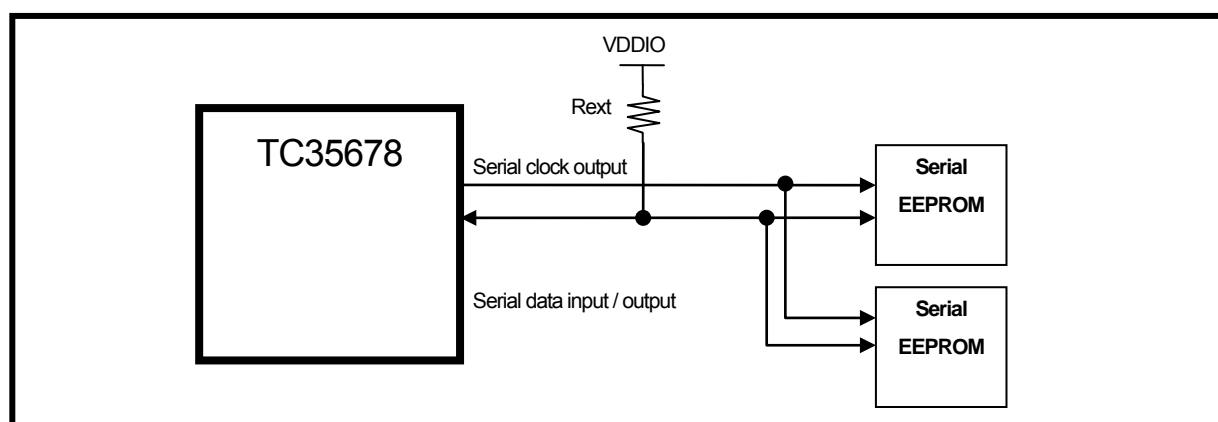 VDDIO
Rext
TC35678
Serial clock output
Serial
EEPROM
Serial data input / output
Serial
EEPROM